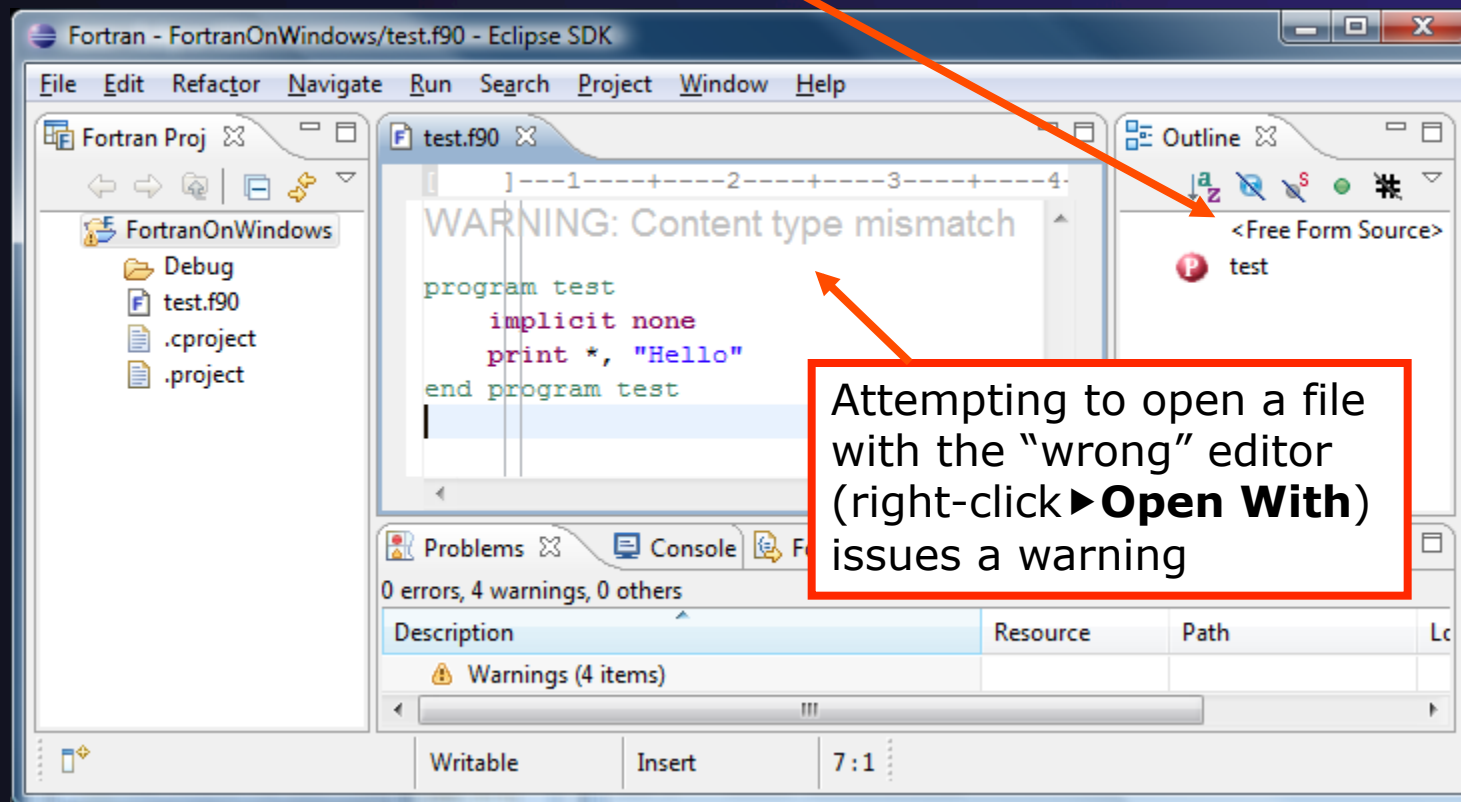 Fortran - FortranOnWindows/test.f90 - Eclipse SDK
File Edit Refactor Navigate Run Search Project Window Help
Fortran Proj
FortranOnWindows
Debug
test.f90
.cproject
.project
test.f90
[ ]---1----+----2----+----3----+----4-
WARNING: Content type mismatch
program test
implicit none
print *, "Hello"
end program test
Outline
<Free Form Source>
P test
Attempting to open a file
with the “wrong” editor
(right-click▶Open With)
issues a warning
Problems Console
0 errors, 4 warnings, 0 others
Description Resource Path
Warnings (4 items)
Writable Insert 7:1